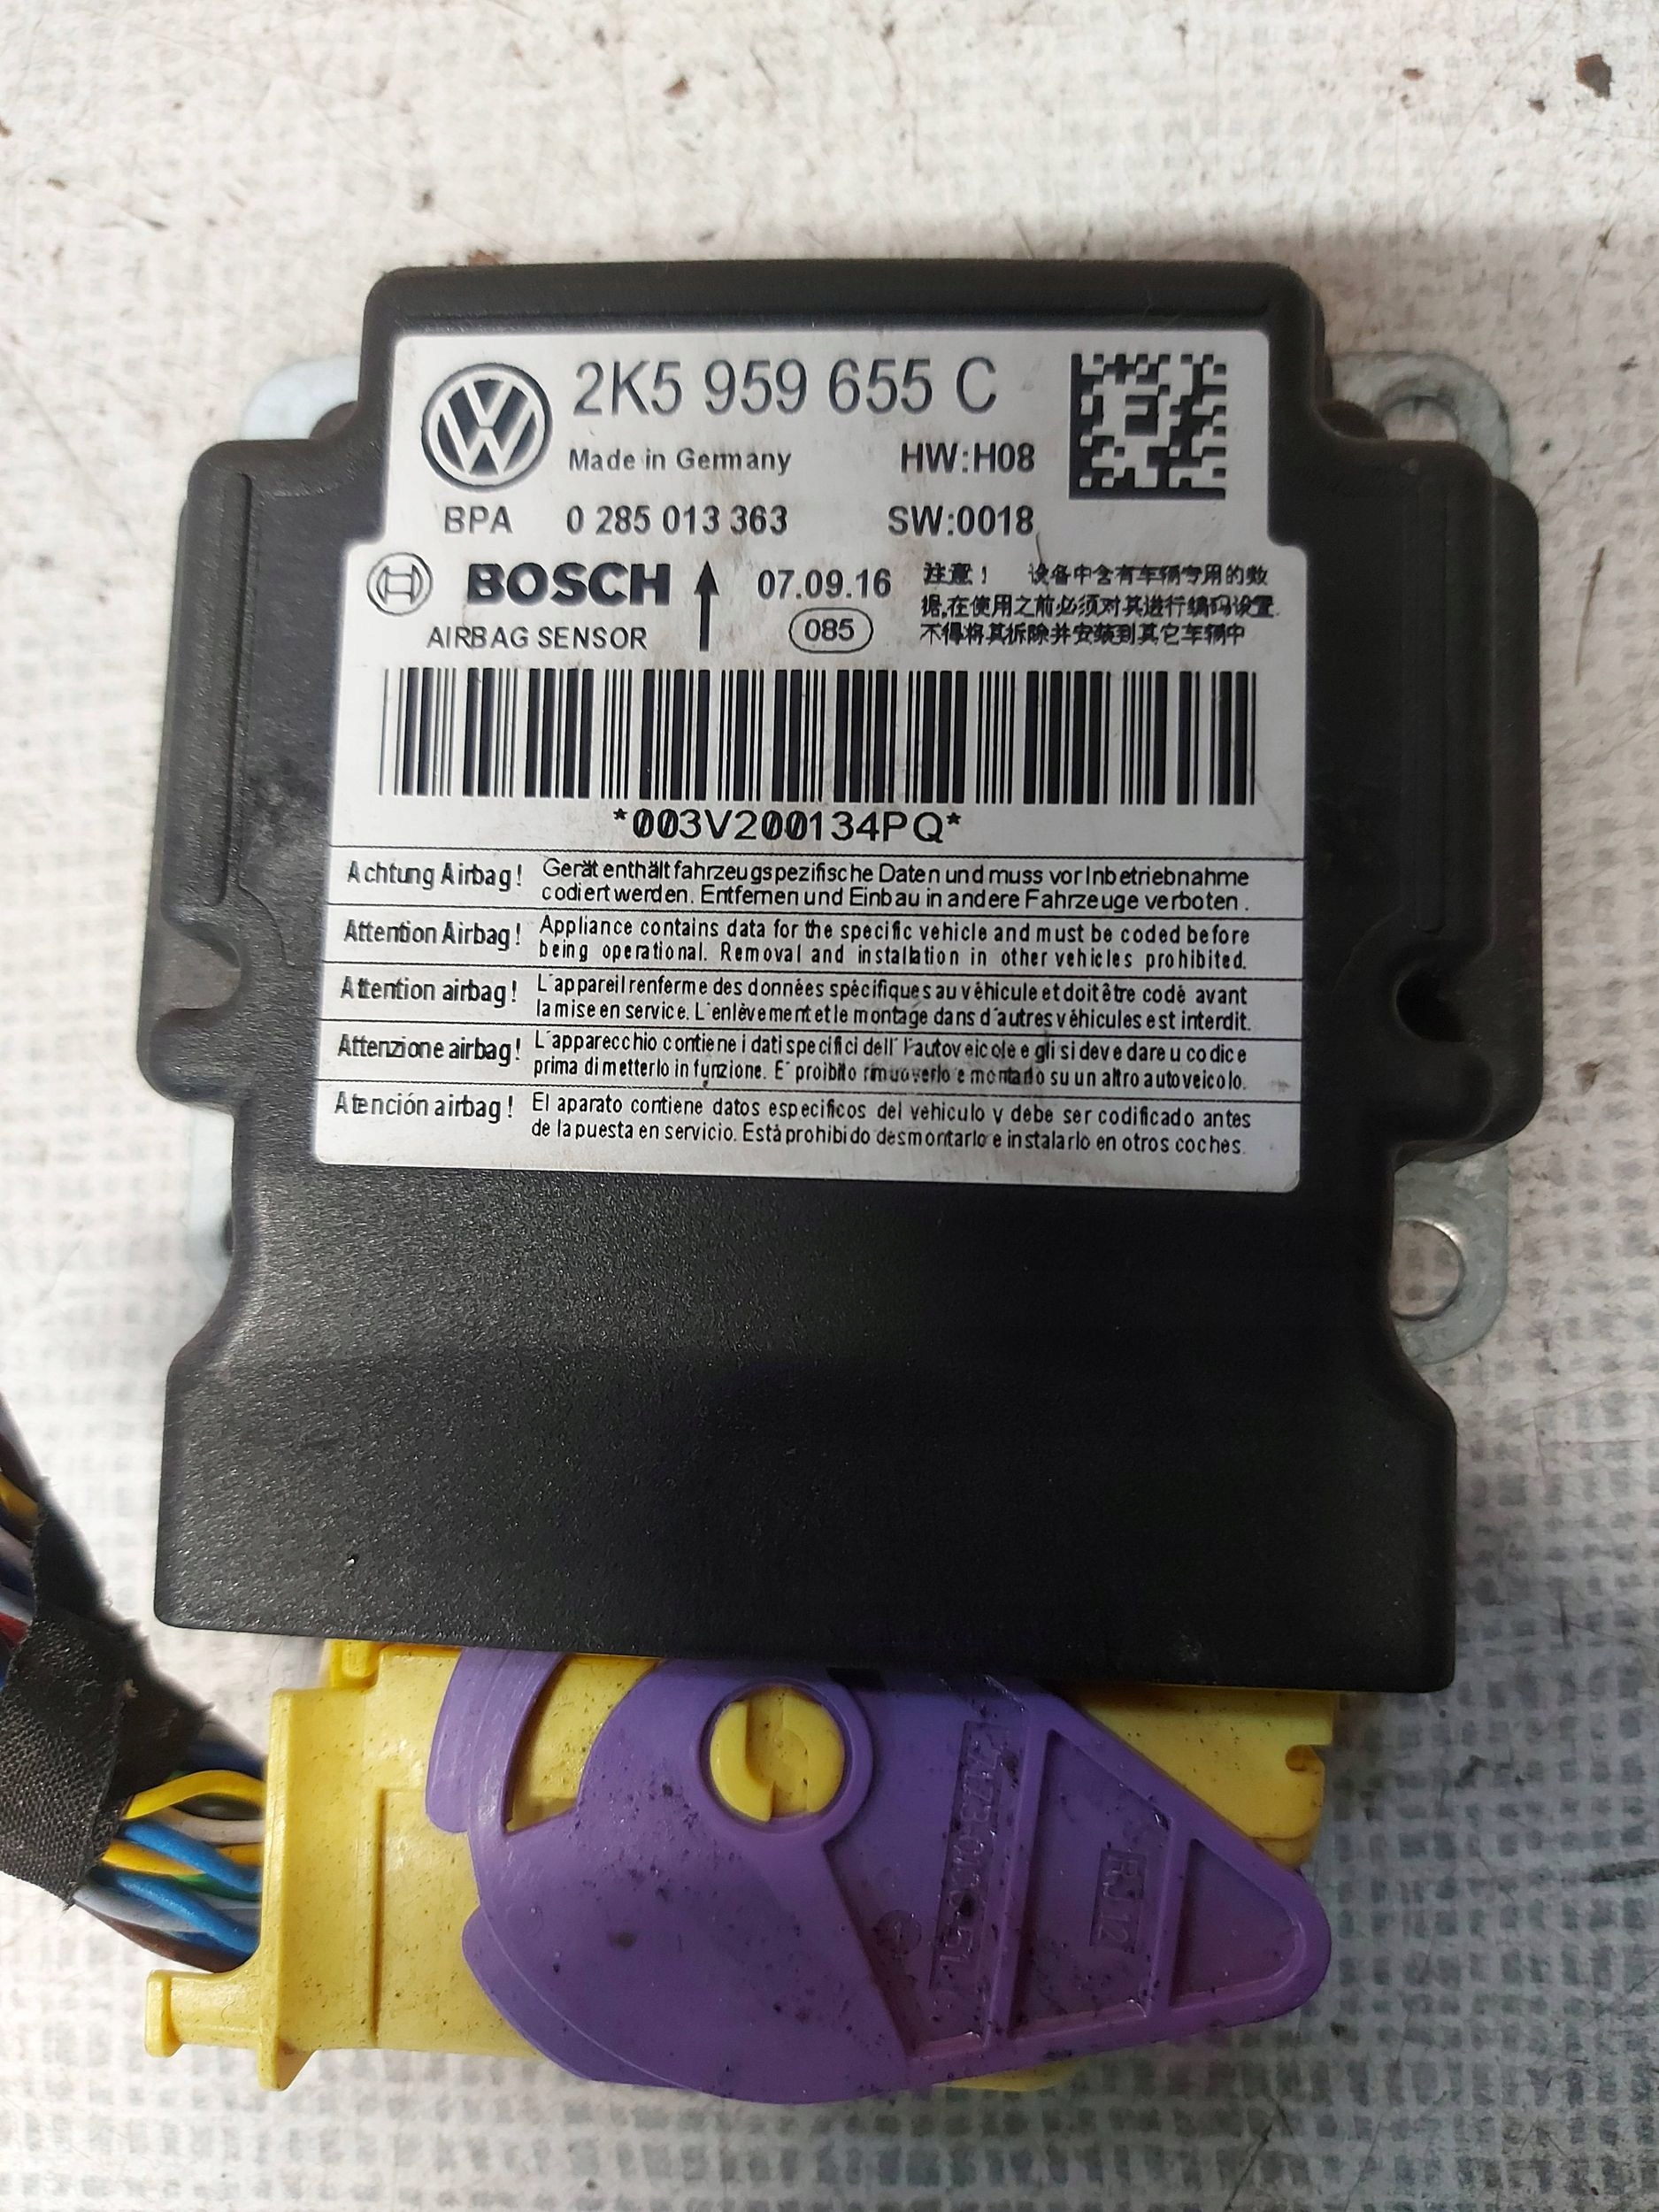 2K5 959 655 C
Made in Germany HW:H08
BPA 0 285 013 363 SW:0018
BOSCH 07.09.16
AIRBAG SENSOR 085
注意！ 设备中含有车辆专用的数
据,在使用之前必须对其进行编码设置
不得将其拆除并安装到其它车辆中
*003V200134PQ*
Achtung Airbag! Gerät enthält fahrzeugspezifische Daten und muss vor Inbetriebnahme
codiert werden. Entfernen und Einbau in andere Fahrzeuge verboten.
Attention Airbag! Appliance contains data for the specific vehicle and must be coded before
being operational. Removal and installation in other vehicles prohibited.
Attention airbag! L'appareil renferme des données spécifiques au véhicule et doit être codé avant
la mise en service. L'enlèvement et le montage dans d'autres véhicules est interdit.
Attenzione airbag! L'apparecchio contiene i dati specifici dell' l'autoveicolo e gli si deve dare u codice
prima di metterlo in funzione. E' proibito rimuoverlo e montarlo su un altro autoveicolo.
Atención airbag! El aparato contiene datos especificos del vehiculo y debe ser codificado antes
de la puesta en servicio. Está prohibido desmontarlo e instalarlo en otros coches.